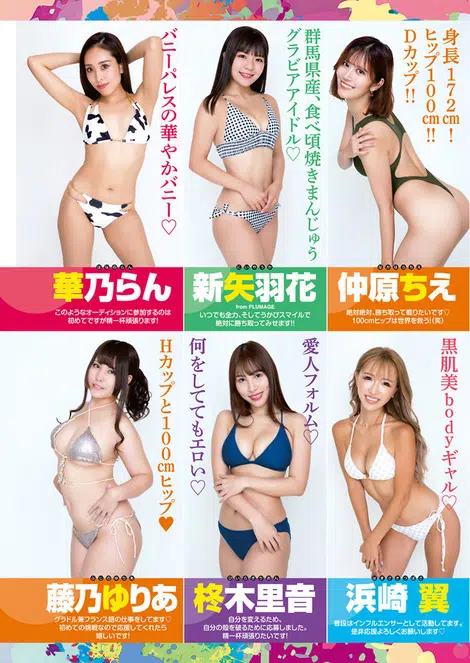 バニーパレスの華やかバニー♡
華乃らん
このようなオーディションに参加するのは
初めてですが精一杯頑張ります!
群馬県産、食べ頃焼きまんじゅう
グラビアアイドル♡
新矢羽花
from PLUMAGE
いつでも全力、そしてうかぴスマイルで
絶対に勝ち取ってみせます!!
身長172cm!
ヒップ100cm!!
Dカップ!!
仲原ちえ
絶対絶対、勝ち取って載りたいです♡
100cmヒップは世界を救う!(笑)
Hカップと100cmヒップ♥
藤乃ゆりあ
グラドル兼フランス語の仕事をしてます♡
初めての挑戦なので応援してくれたら
嬉しいです!
愛人フォルム♡
何をしててもエロい♡
柊木里音
自分を変えるため、
自分の殻を破るために応募しました。
精一杯頑張りたいです!
黒肌美bodyギャル♡
浜崎 翼
普段はインフルエンサーとして活動してます。
是非応援よろしくお願いします♡